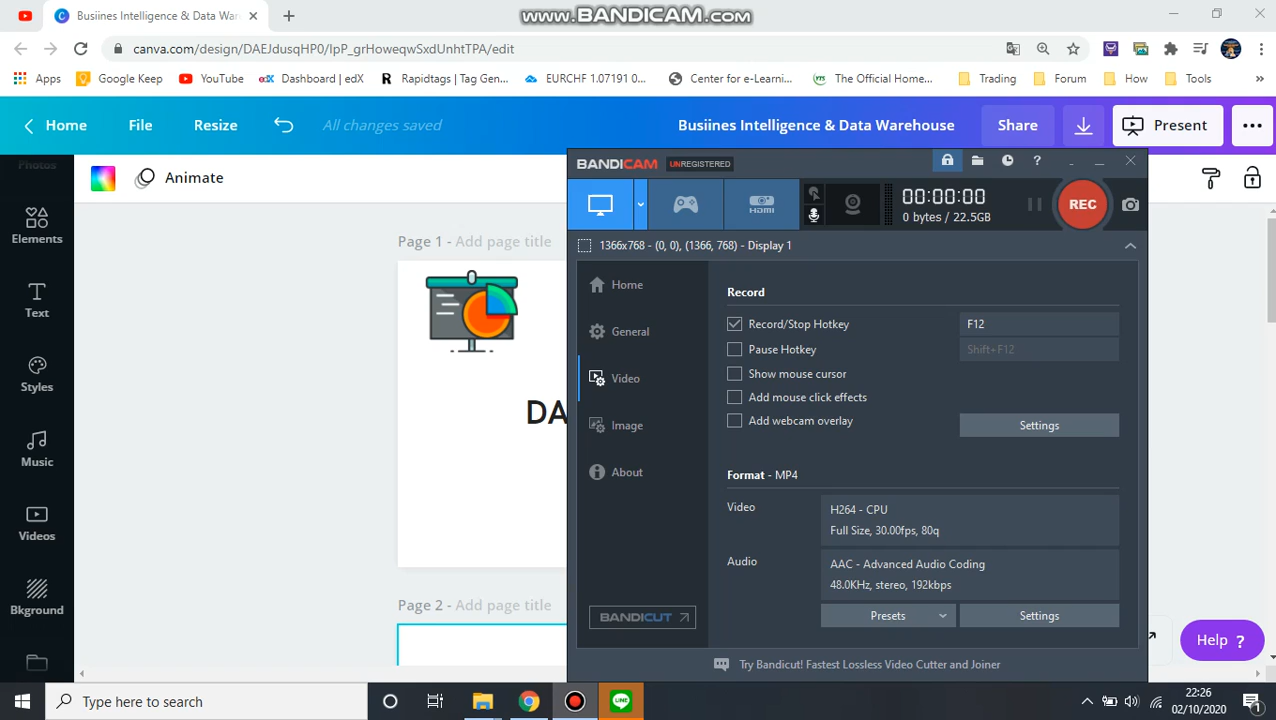 www.BANDICAM.com
Busiines Intelligence & Data War
canva.com/design/DAEJdusqHP0/lpP_grHoweqwSxdUnhtTPA/edit
Apps
Google Keep
YouTube
edX
Dashboard | edX
R
Rapidtags | Tag Gen...
EURCHF 1.07191 0...
Center for e-Learni...
The Official Home...
Trading
Forum
How
Tools
»
Home
File
Resize
All changes saved
Busiines Intelligence & Data Warehouse
Share
Present
Photos
Elements
Text
Styles
Music
Videos
Bkground
Animate
Page 1 - Add page title
DA
Page 2 - Add page title
BANDICAM UNREGISTERED
HDMI
00:00:00
0 bytes / 22.5GB
REC
1366x768 - (0, 0), (1366, 768) - Display 1
Home
General
Video
Image
About
BANDICUT
Record
Record/Stop Hotkey
F12
Pause Hotkey
Shift+F12
Show mouse cursor
Add mouse click effects
Add webcam overlay
Settings
Format - MP4
Video
H264 - CPU
Full Size, 30.00fps, 80q
Audio
AAC - Advanced Audio Coding
48.0KHz, stereo, 192kbps
Presets
Settings
Try Bandicut! Fastest Lossless Video Cutter and Joiner
Help ?
Type here to search
LINE
22:26
02/10/2020
1